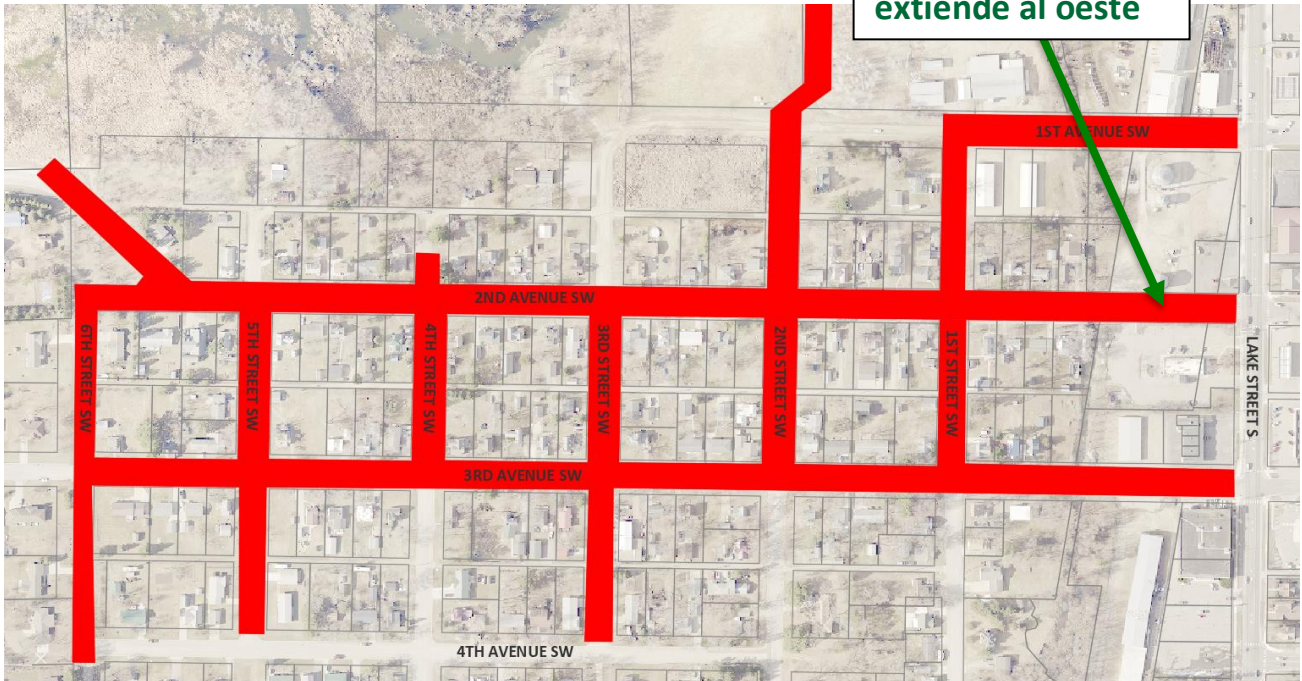 extiende al oeste
1ST AVENUE SW
2ND AVENUE SW
6TH STREET SW
5TH STREET SW
4TH STREET SW
3RD STREET SW
2ND STREET SW
1ST STREET SW
LAKE STREET S
3RD AVENUE SW
4TH AVENUE SW